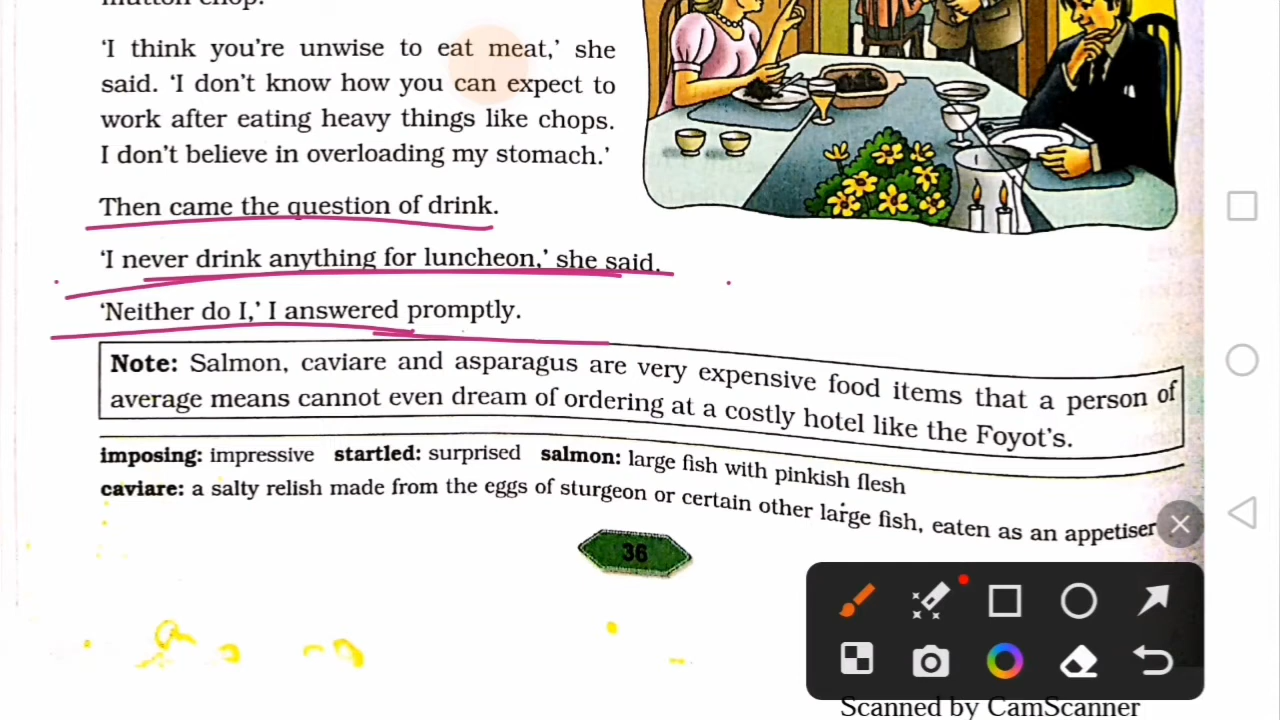 'I think you're unwise to eat meat,' she
said. 'I don't know how you can expect to
work after eating heavy things like chops.
I don't believe in overloading my stomach.'
Then came the question of drink.
'I never drink anything for luncheon,' she said.
'Neither do I,' I answered promptly.
Note: Salmon, caviare and asparagus are very expensive food items that a person of
average means cannot even dream of ordering at a costly hotel like the Foyot's.
imposing: impressive startled: surprised salmon: large fish with pinkish flesh
caviare: a salty relish made from the eggs of sturgeon or certain other large fish, eaten as an appetiser
36
Scanned by CamScanner